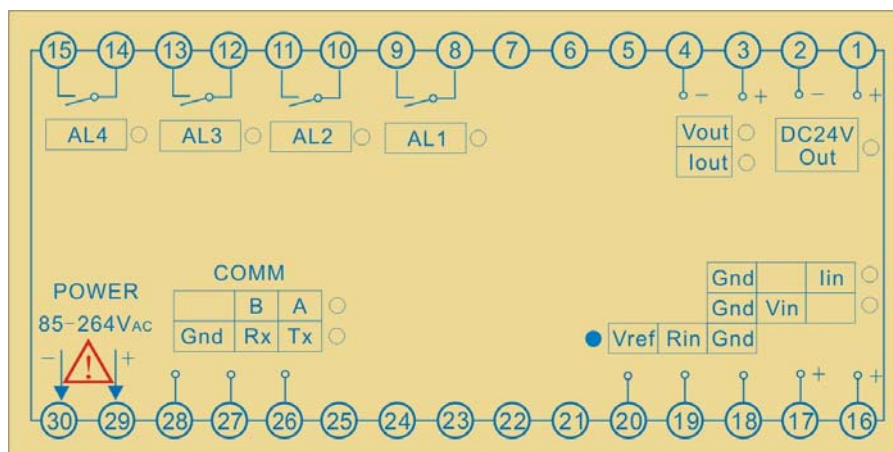 15 14 13 12 11 10 9 8 7 6 5 4 3 2 1
- + - +
AL4 AL3 AL2 AL1 Vout DC24V
Iout Out
COMM Gnd Iin
POWER B A Gnd Vin
85-264VAC Gnd Rx Tx Vref Rin Gnd
- ! + + +
30 29 28 27 26 25 24 23 22 21 20 19 18 17 16